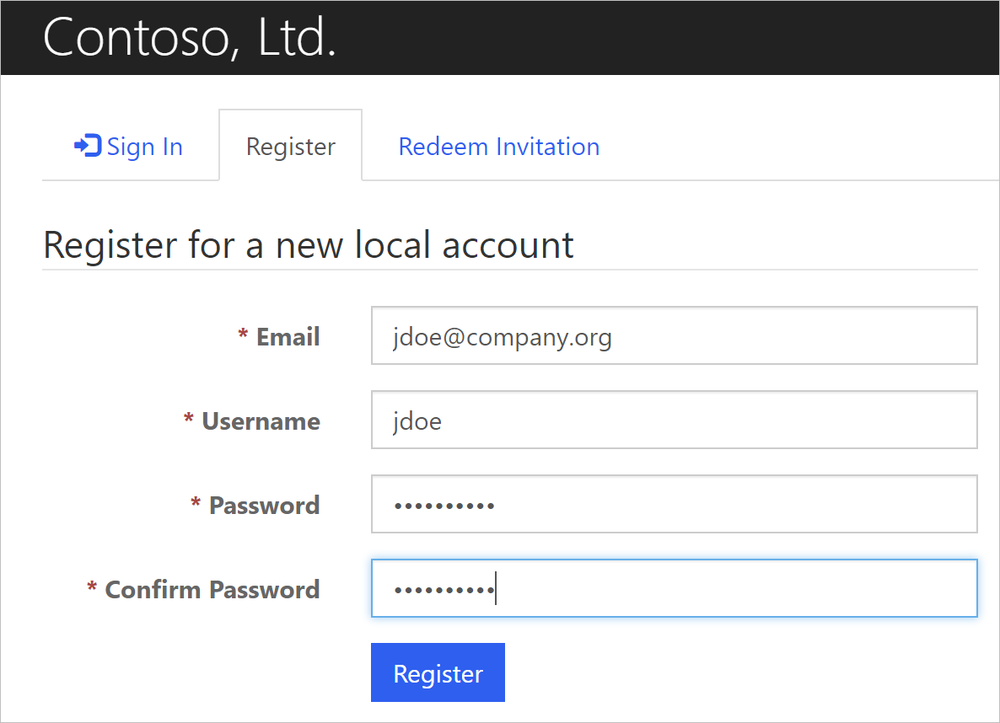 Contoso, Ltd.
Sign In Register Redeem Invitation
Register for a new local account
* Email jdoe@company.org
* Username jdoe
* Password ••••••••••
* Confirm Password ••••••••••
Register